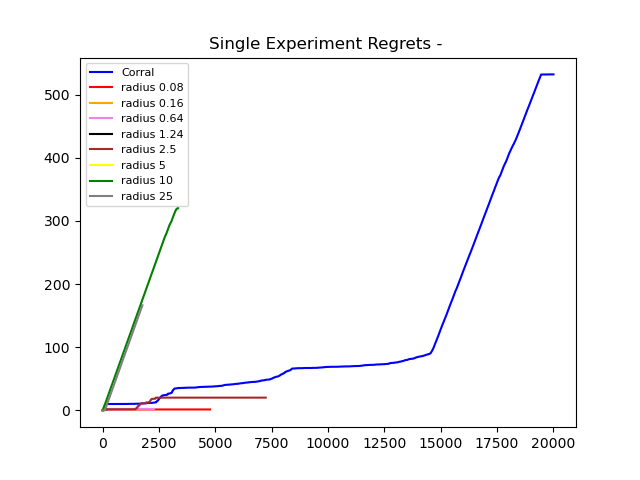 Single Experiment Regrets -
Corral
radius 0.08
radius 0.16
radius 0.64
radius 1.24
radius 2.5
radius 5
radius 10
radius 25
500
400
300
200
100
0
0 2500 5000 7500 10000 12500 15000 17500 20000